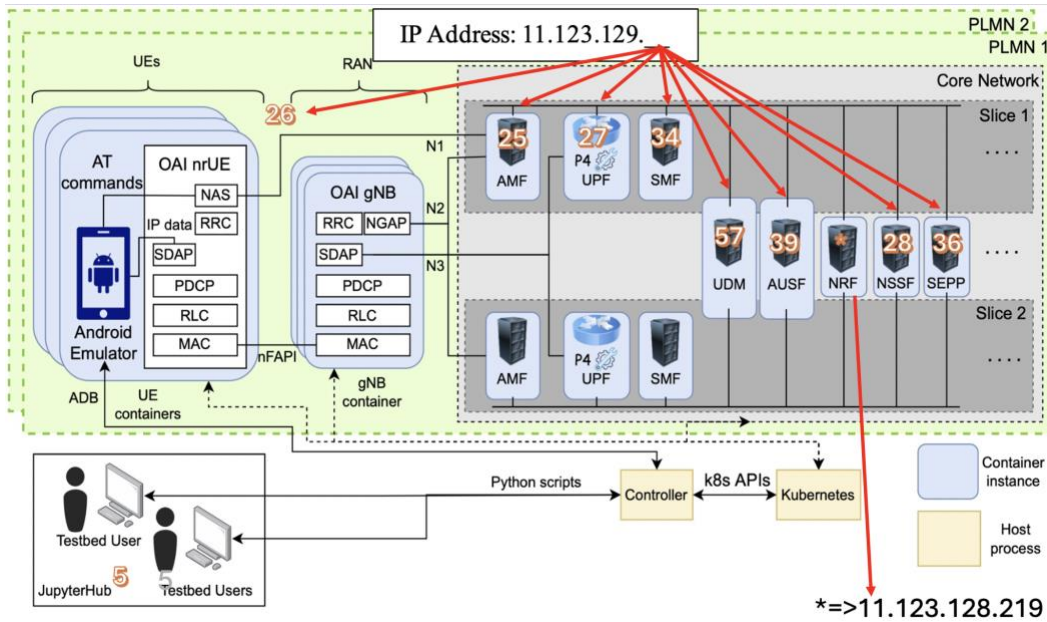 IP Address: 11.123.129.__
PLMN 2
PLMN 1
UEs
RAN
Core Network
26
Slice 1
AT
commands
OAI nrUE
NAS
RRC
IP data
SDAP
PDCP
RLC
MAC
Android
Emulator
OAI gNB
RRC
NGAP
SDAP
PDCP
RLC
MAC
nFAPI
N1
N2
N3
25
AMF
27
P4
UPF
34
SMF
....
57
UDM
39
AUSF
*
NRF
28
NSSF
36
SEPP
....
Slice 2
AMF
P4
UPF
SMF
....
ADB
UE
containers
gNB
container
Python scripts
Controller
k8s APIs
Kubernetes
Container
instance
Host
process
Testbed User
JupyterHub
5
5
Testbed Users
*=>11.123.128.219